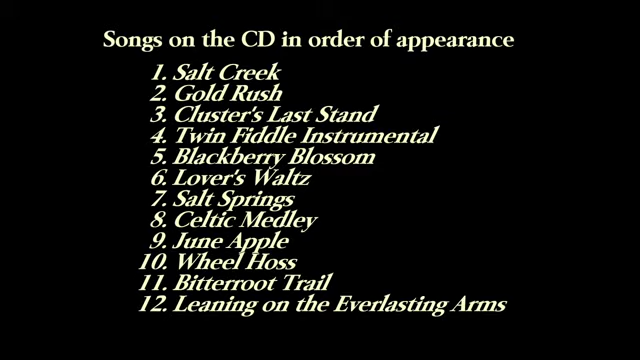 Songs on the CD in order of appearance
1. Salt Creek
2. Gold Rush
3. Cluster's Last Stand
4. Twin Fiddle Instrumental
5. Blackberry Blossom
6. Lover's Waltz
7. Salt Springs
8. Celtic Medley
9. June Apple
10. Wheel Hoss
11. Bitterroot Trail
12. Leaning on the Everlasting Arms